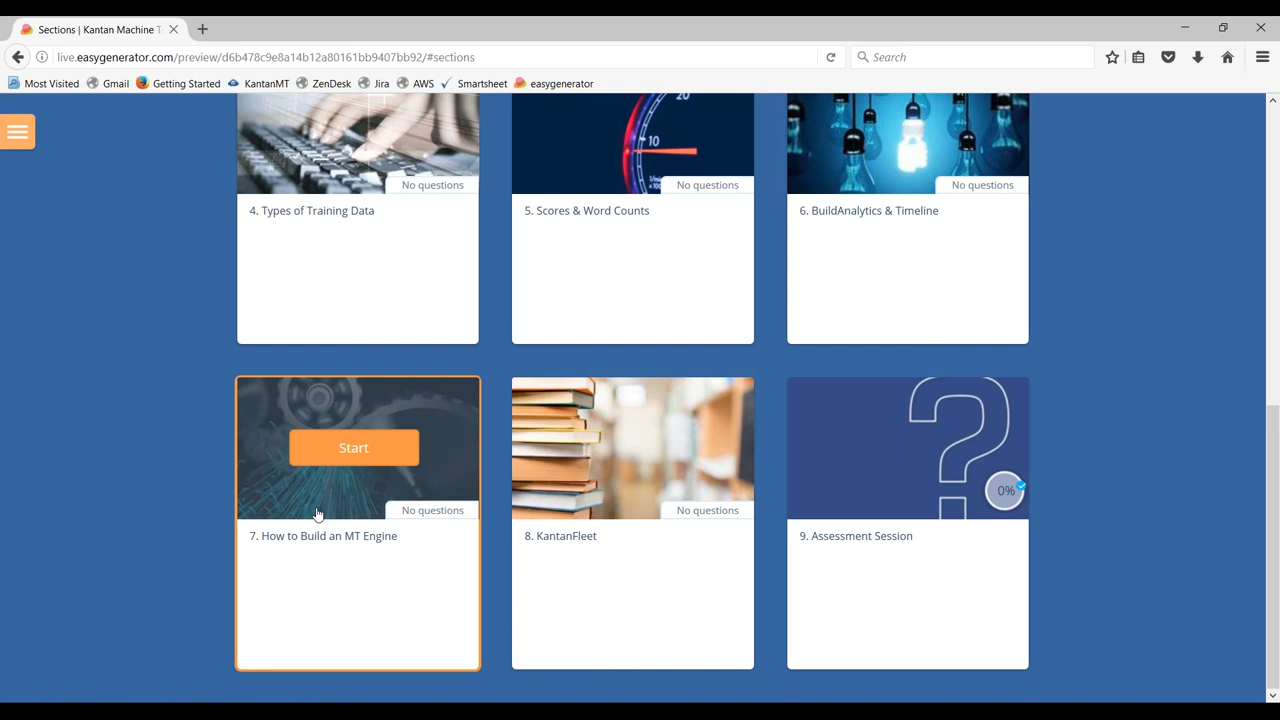 Sections | Kantan Machine T
live.easygenerator.com/preview/d6b478c9e8a14b12a80161bb9407bb92/#sections
Search
Most Visited Gmail Getting Started KantanMT ZenDesk Jira AWS Smartsheet easygenerator
20
10
No questions No questions No questions
4. Types of Training Data 5. Scores & Word Counts 6. BuildAnalytics & Timeline
Start
0%
No questions No questions
7. How to Build an MT Engine 8. KantanFleet 9. Assessment Session